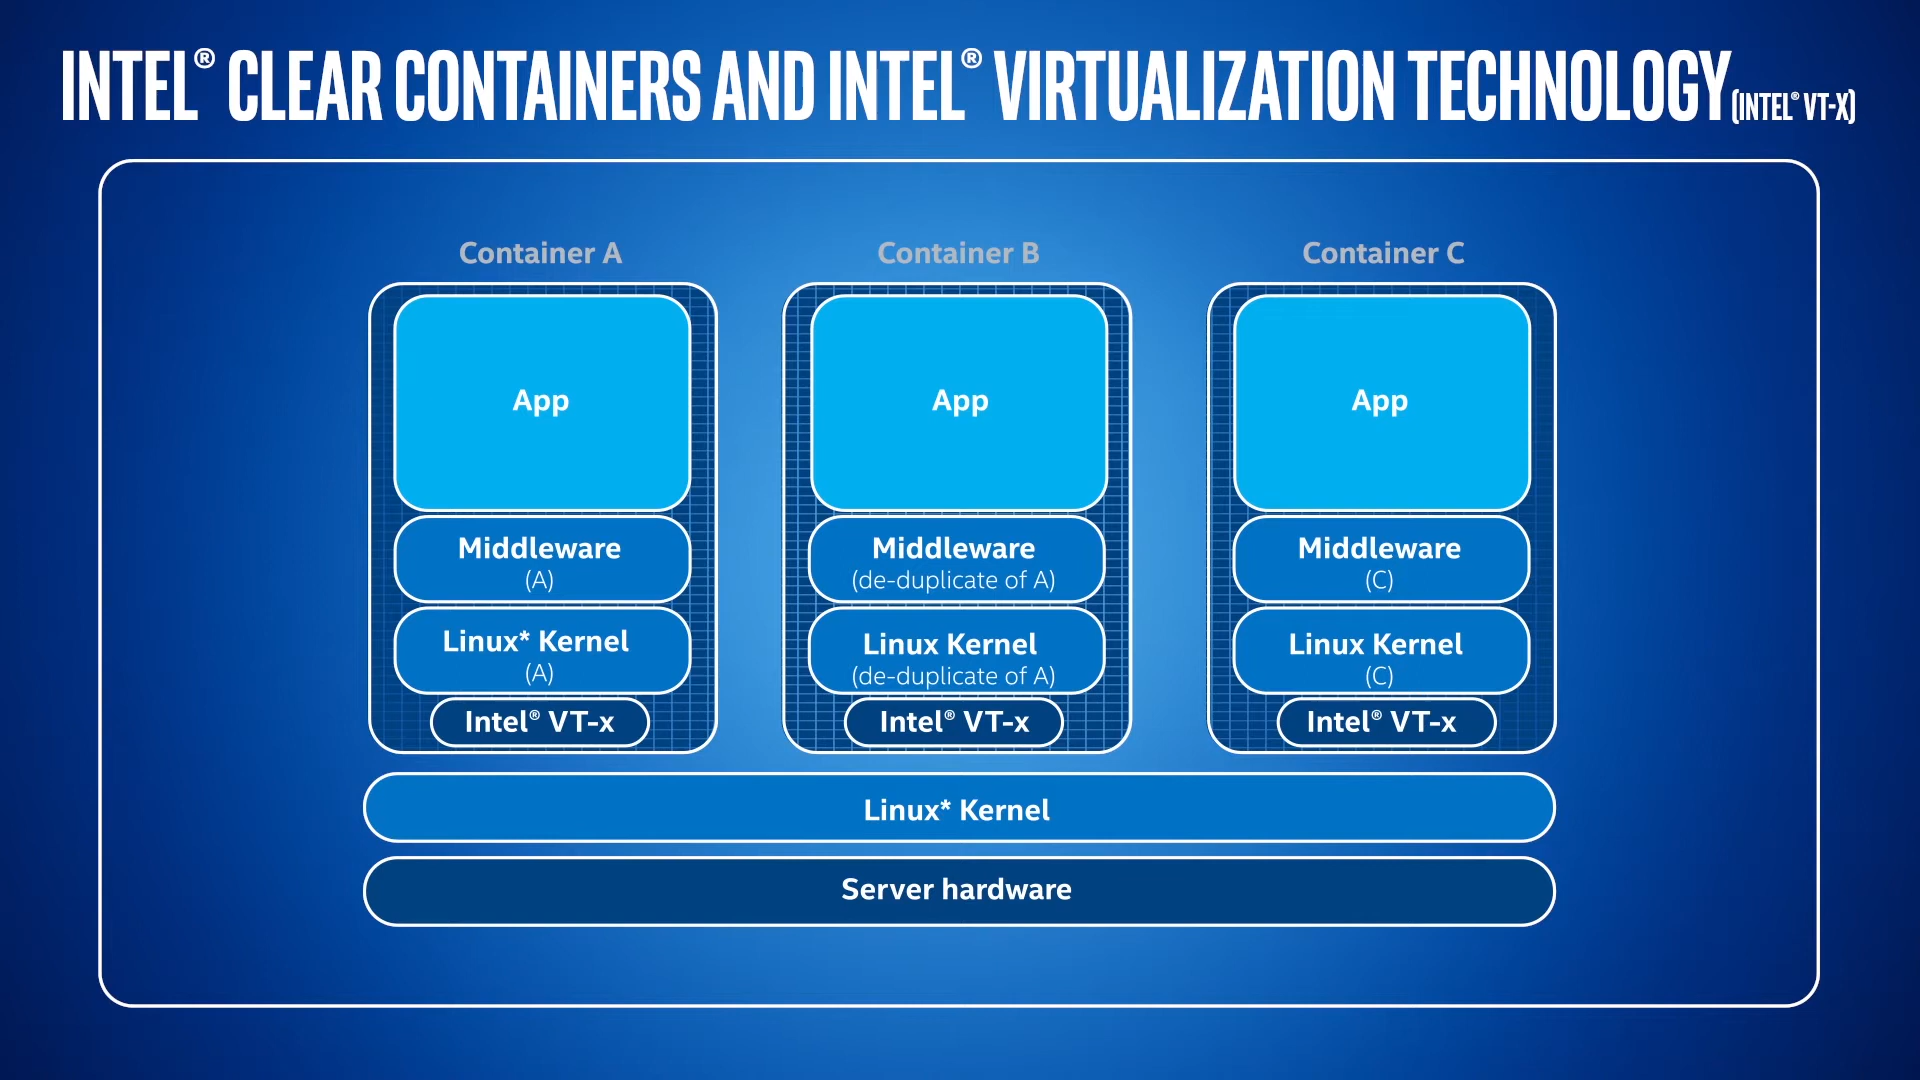 INTEL® CLEAR CONTAINERS AND INTEL® VIRTUALIZATION TECHNOLOGY (INTEL® VT-X)
Container A
Container B
Container C
App
App
App
Middleware
(A)
Middleware
(de-duplicate of A)
Middleware
(C)
Linux* Kernel
(A)
Linux Kernel
(de-duplicate of A)
Linux Kernel
(C)
Intel® VT-x
Intel® VT-x
Intel® VT-x
Linux* Kernel
Server hardware